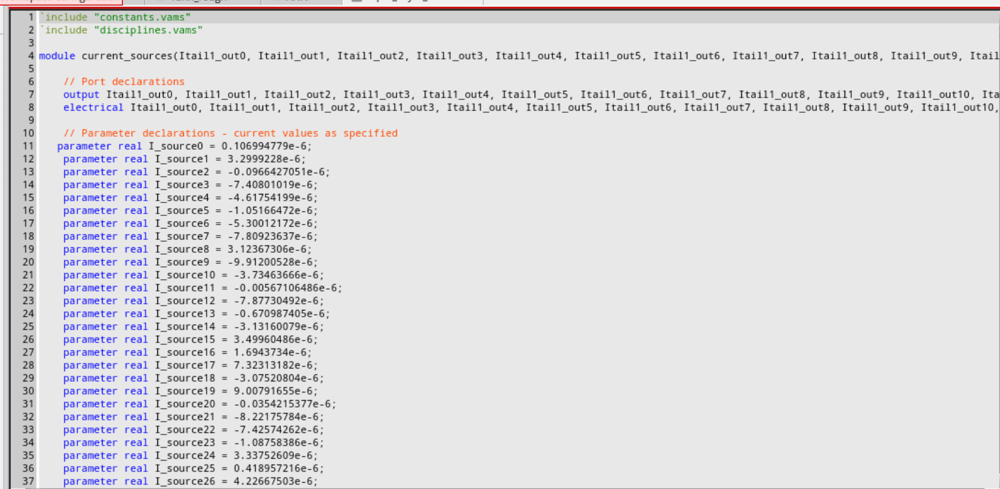 1 `include "constants.vams"
2 `include "disciplines.vams"
3
4 module current_sources(Itail1_out0, Itail1_out1, Itail1_out2, Itail1_out3, Itail1_out4, Itail1_out5, Itail1_out6, Itail1_out7, Itail1_out8, Itail1_out9, Itail
5
6 // Port declarations
7 output Itail1_out0, Itail1_out1, Itail1_out2, Itail1_out3, Itail1_out4, Itail1_out5, Itail1_out6, Itail1_out7, Itail1_out8, Itail1_out9, Itail1_out10, Ita
8 electrical Itail1_out0, Itail1_out1, Itail1_out2, Itail1_out3, Itail1_out4, Itail1_out5, Itail1_out6, Itail1_out7, Itail1_out8, Itail1_out9, Itail1_out10,
9
10 // Parameter declarations - current values as specified
11 parameter real I_source0 = 0.106994779e-6;
12 parameter real I_source1 = 3.2999228e-6;
13 parameter real I_source2 = -0.0966427051e-6;
14 parameter real I_source3 = -7.40801019e-6;
15 parameter real I_source4 = -4.61754199e-6;
16 parameter real I_source5 = -1.05166472e-6;
17 parameter real I_source6 = -5.30012172e-6;
18 parameter real I_source7 = -7.80923637e-6;
19 parameter real I_source8 = 3.12367306e-6;
20 parameter real I_source9 = -9.91200528e-6;
21 parameter real I_source10 = -3.73463666e-6;
22 parameter real I_source11 = -0.00567106486e-6;
23 parameter real I_source12 = -7.87730492e-6;
24 parameter real I_source13 = -0.670987405e-6;
25 parameter real I_source14 = -3.13160079e-6;
26 parameter real I_source15 = 3.49960486e-6;
27 parameter real I_source16 = 1.6943734e-6;
28 parameter real I_source17 = 7.32313182e-6;
29 parameter real I_source18 = -3.07520804e-6;
30 parameter real I_source19 = 9.00791655e-6;
31 parameter real I_source20 = -0.0354215377e-6;
32 parameter real I_source21 = -8.22175784e-6;
33 parameter real I_source22 = -7.42574262e-6;
34 parameter real I_source23 = -1.08758386e-6;
35 parameter real I_source24 = 3.33752609e-6;
36 parameter real I_source25 = 0.418957216e-6;
37 parameter real I_source26 = 4.22667503e-6;